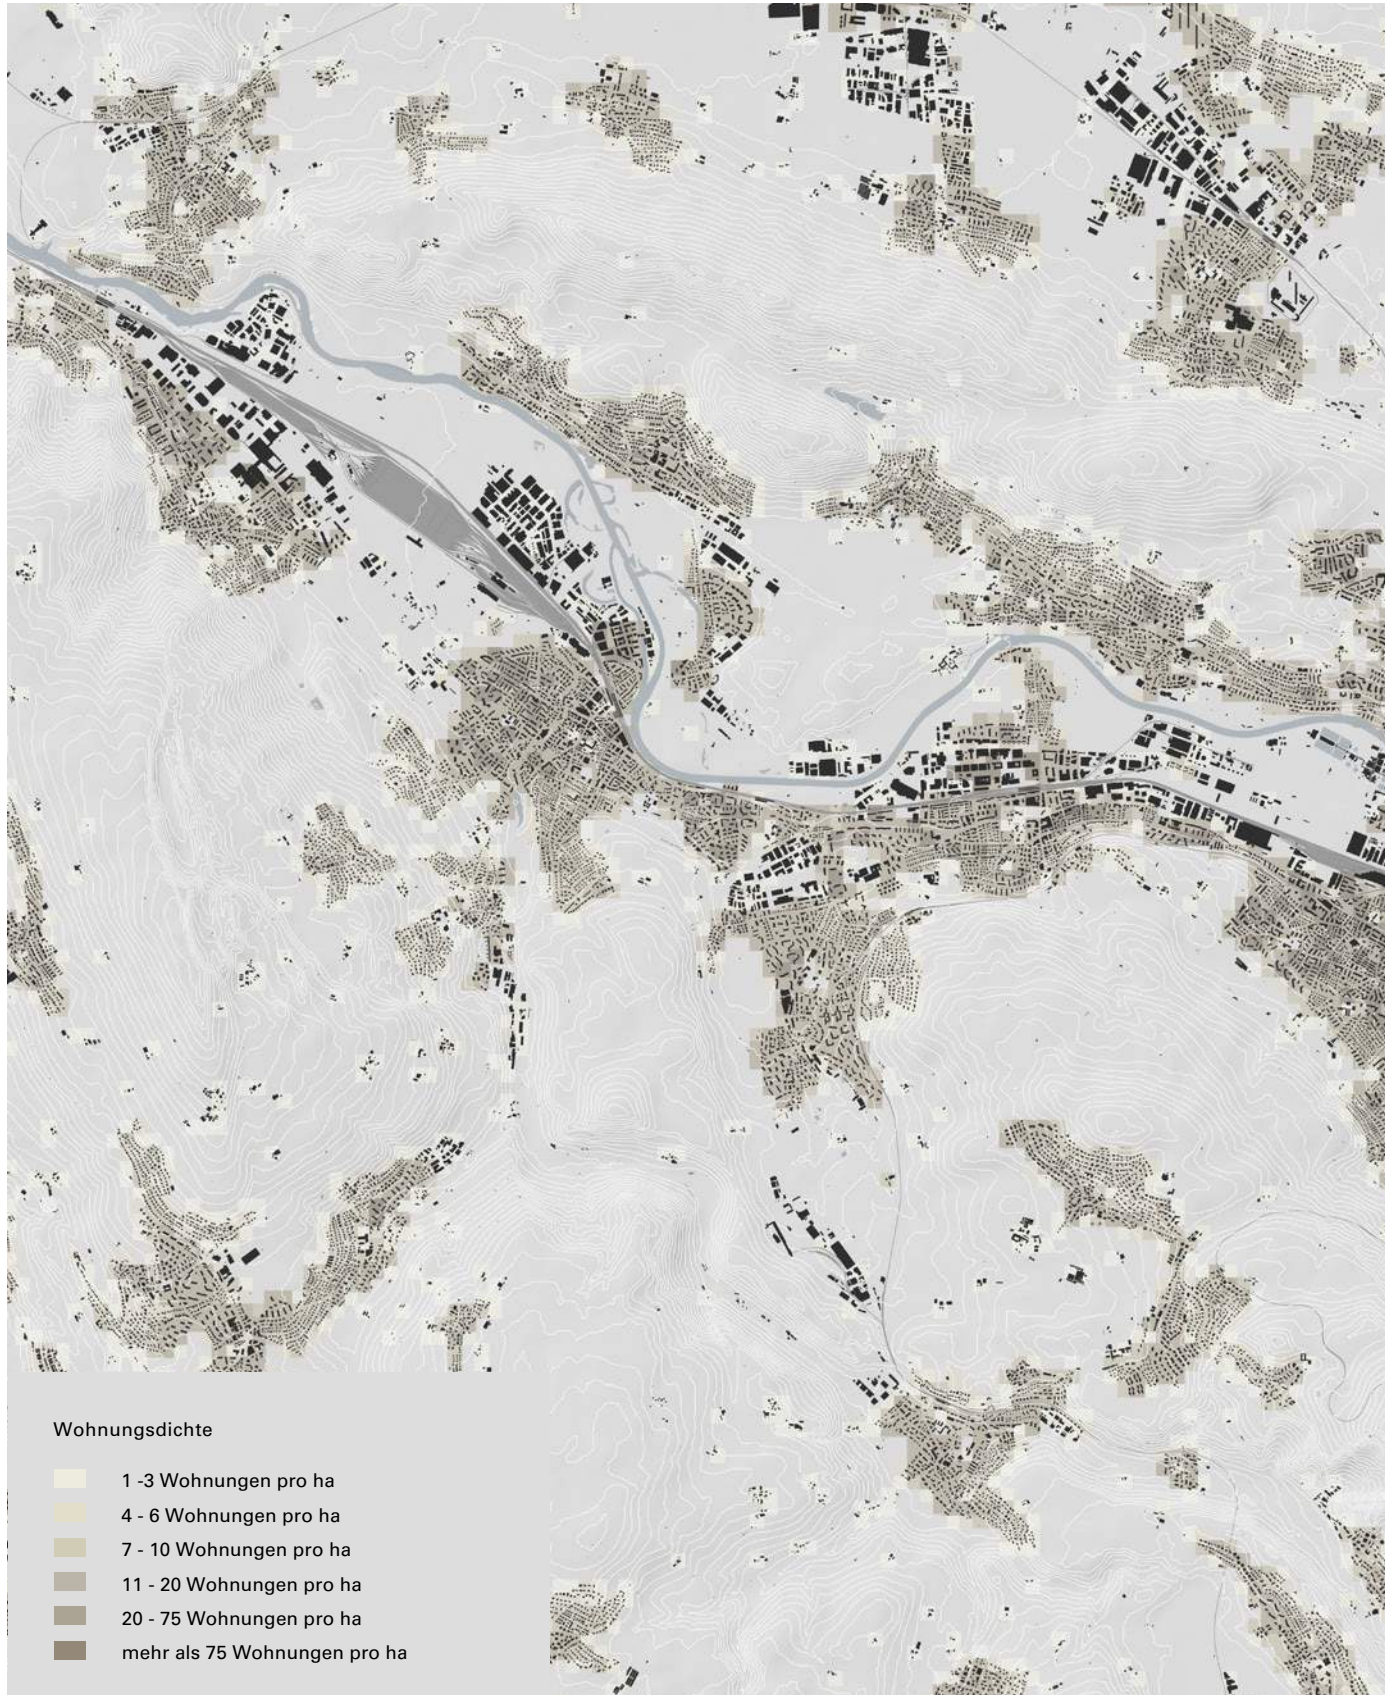 Wohnungsdichte
1 -3 Wohnungen pro ha
4 - 6 Wohnungen pro ha
7 - 10 Wohnungen pro ha
11 - 20 Wohnungen pro ha
20 - 75 Wohnungen pro ha
mehr als 75 Wohnungen pro ha